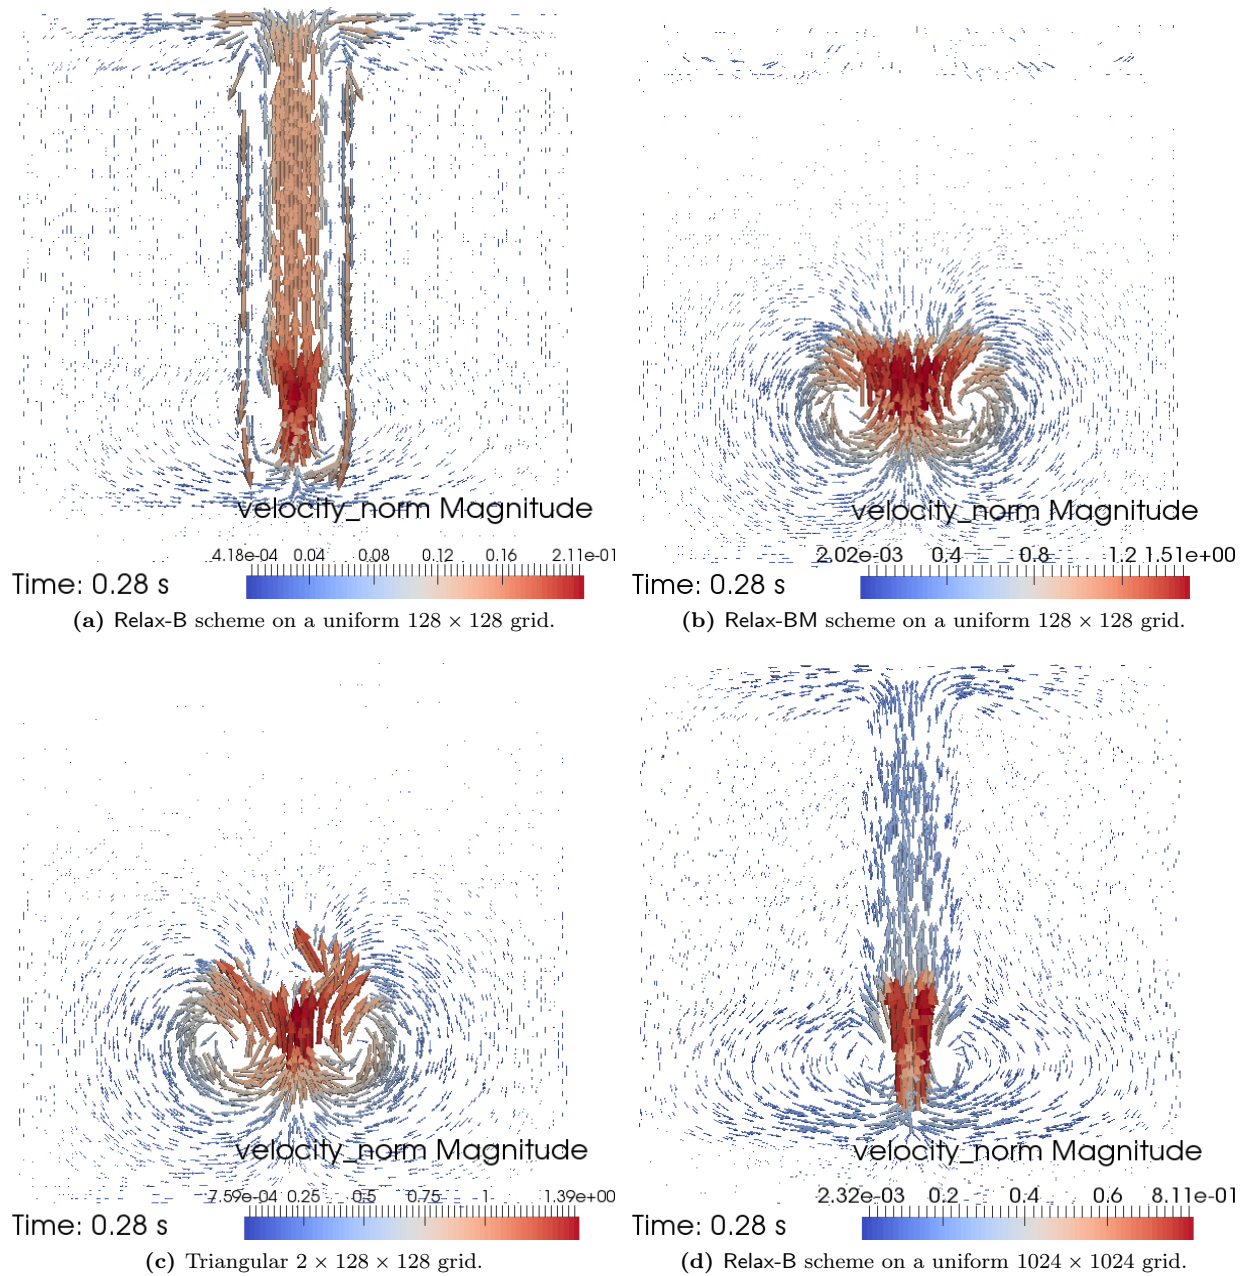 velocity_norm Magnitude
4.18e-04 0.04 0.08 0.12 0.16 2.11e-01
Time: 0.28 s
(a) Relax-B scheme on a uniform 128 × 128 grid.
velocity_norm Magnitude
2.02e-03 0.4 0.8 1.2 1.51e+00
Time: 0.28 s
(b) Relax-BM scheme on a uniform 128 × 128 grid.
velocity_norm Magnitude
7.59e-04 0.25 0.5 0.75 1 1.39e+00
Time: 0.28 s
(c) Triangular 2 × 128 × 128 grid.
velocity_norm Magnitude
2.32e-03 0.2 0.4 0.6 8.11e-01
Time: 0.28 s
(d) Relax-B scheme on a uniform 1024 × 1024 grid.